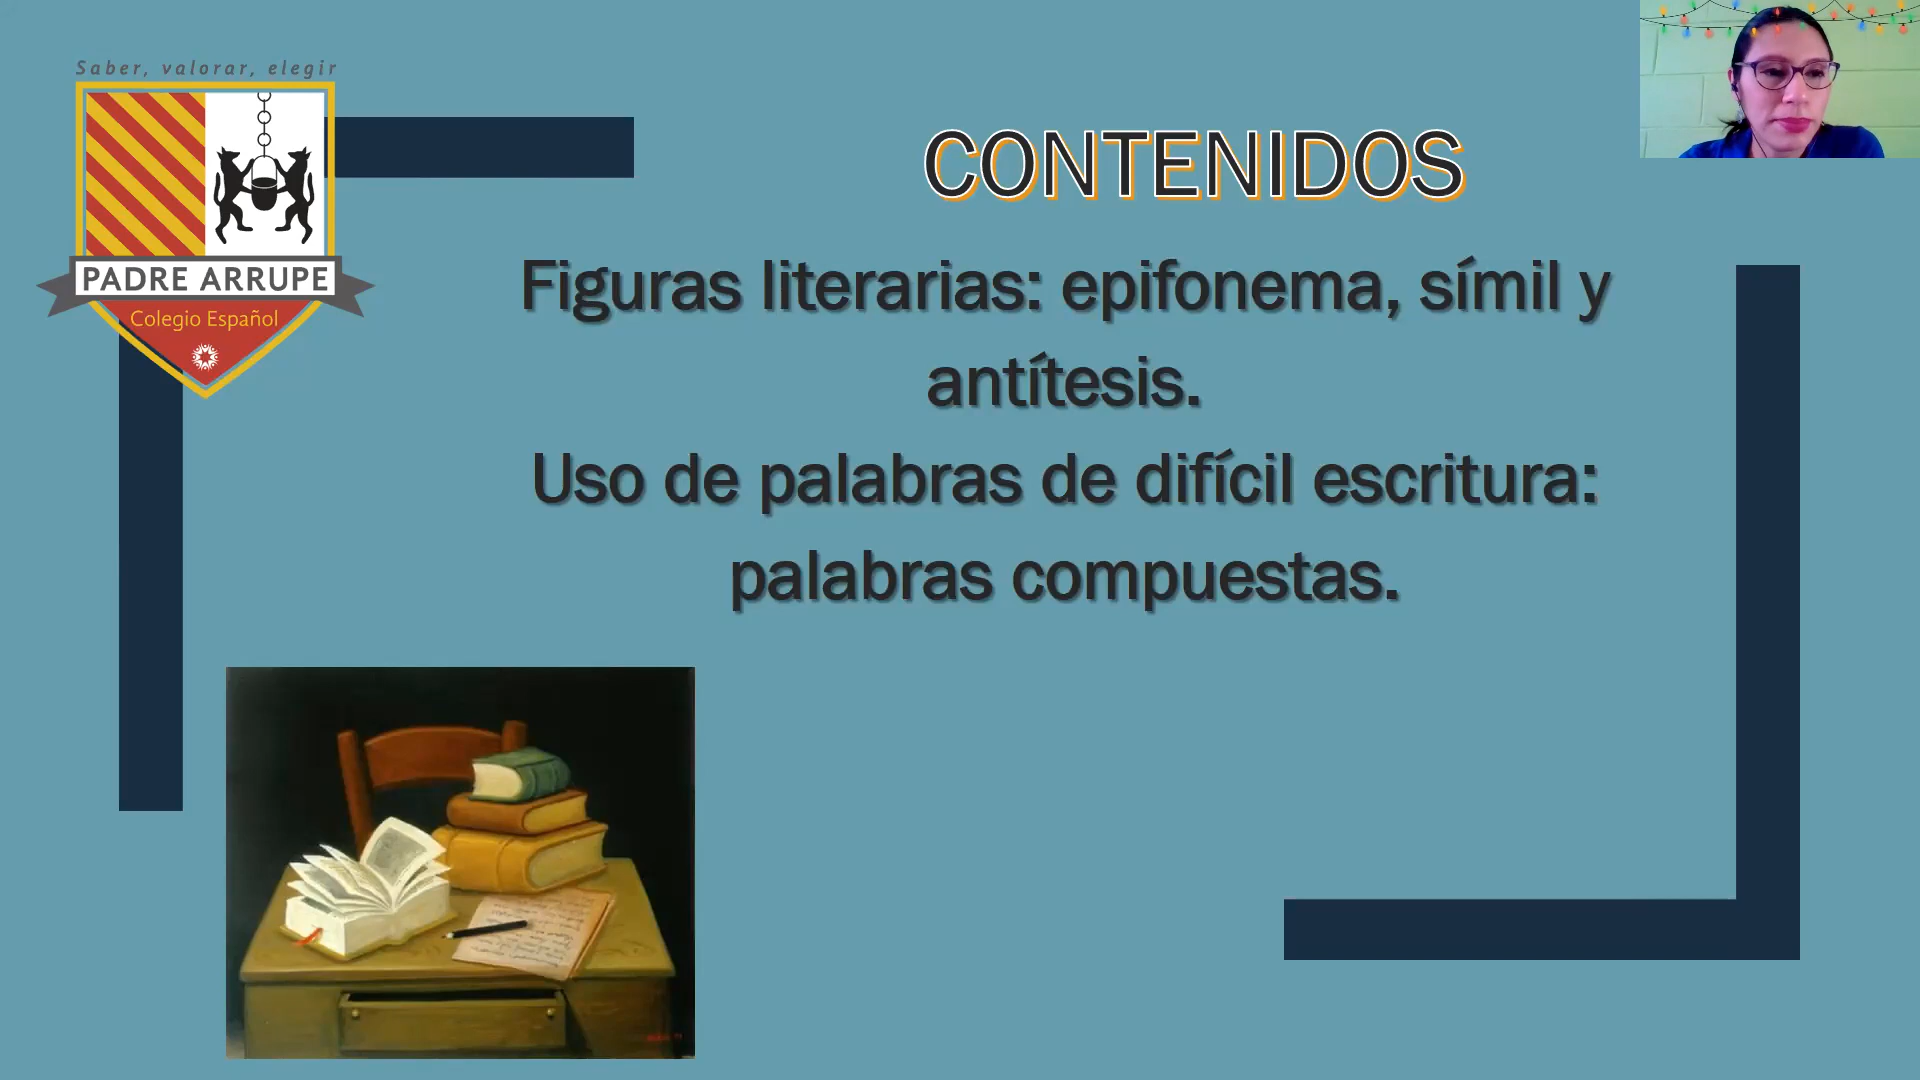 Saber, valorar, elegir
PADRE ARRUPE
Colegio Español
CONTENIDOS
Figuras literarias: epifonema, símil y
antítesis.
Uso de palabras de difícil escritura:
palabras compuestas.